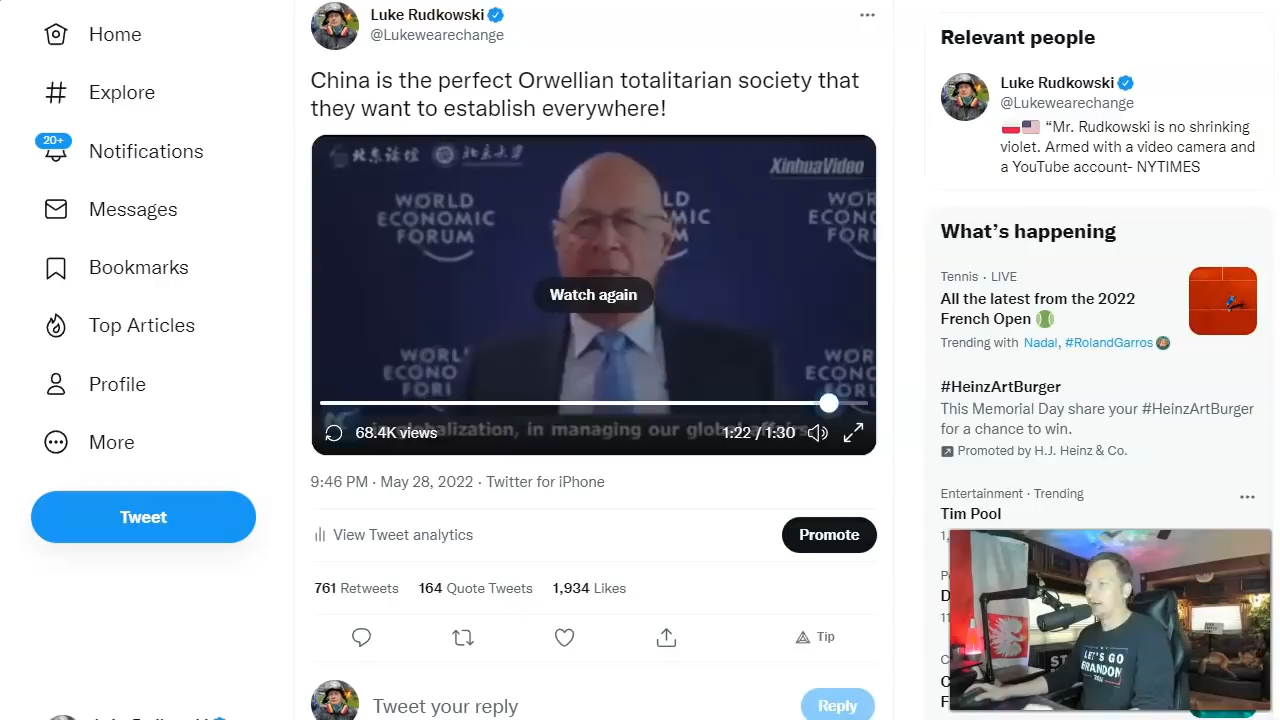 Home
Explore
20+
Notifications
Messages
Bookmarks
Top Articles
Profile
More
Tweet
Luke Rudkowski
@Lukewearechange
China is the perfect Orwellian totalitarian society that
they want to establish everywhere!
XinhuaVideo
WORLD
ECONOMIC
FORUM
Watch again
68.4K views
globalization, in managing our global affairs
1:22 / 1:30
9:46 PM · May 28, 2022 · Twitter for iPhone
View Tweet analytics
Promote
761 Retweets 164 Quote Tweets 1,934 Likes
Tip
Tweet your reply
Reply
Relevant people
Luke Rudkowski
@Lukewearechange
“Mr. Rudkowski is no shrinking
violet. Armed with a video camera and
a YouTube account- NYTIMES
What’s happening
Tennis · LIVE
All the latest from the 2022
French Open
Trending with Nadal, #RolandGarros
#HeinzArtBurger
This Memorial Day share your #HeinzArtBurger
for a chance to win.
Promoted by H.J. Heinz & Co.
Entertainment · Trending
Tim Pool
LET'S GO
BRANDON